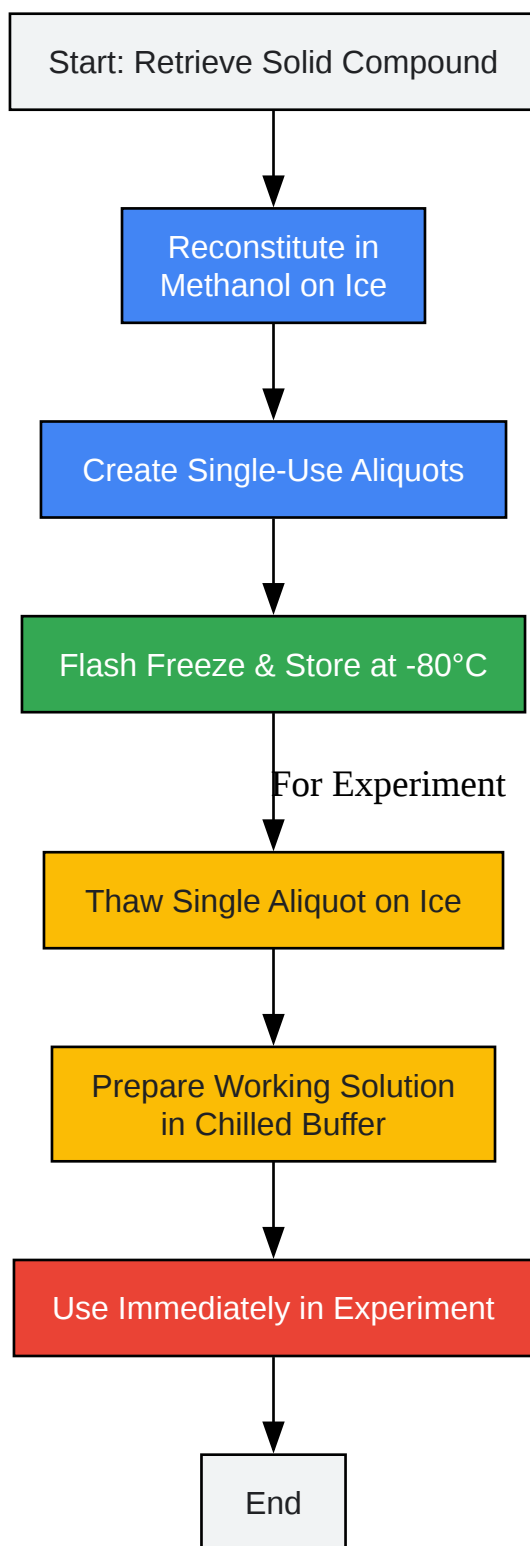 Start: Retrieve Solid Compound
Reconstitute in
Methanol on Ice
Create Single-Use Aliquots
Flash Freeze & Store at -80°C
For Experiment
Thaw Single Aliquot on Ice
Prepare Working Solution
in Chilled Buffer
Use Immediately in Experiment
End